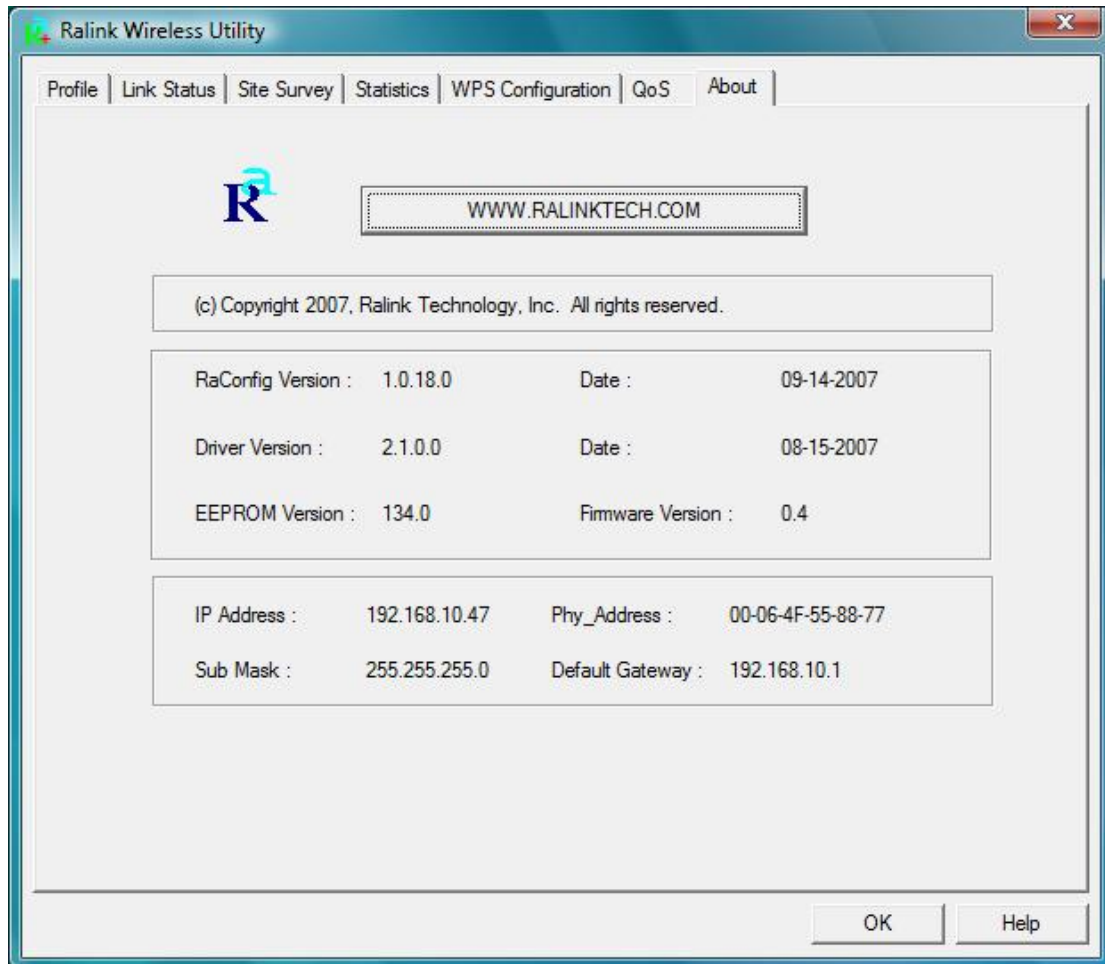 Ralink Wireless Utility
Profile Link Status Site Survey Statistics WPS Configuration QoS About
Ra
WWW.RALINKTECH.COM
(c) Copyright 2007, Ralink Technology, Inc. All rights reserved.
RaConfig Version : 1.0.18.0 Date : 09-14-2007
Driver Version : 2.1.0.0 Date : 08-15-2007
EEPROM Version : 134.0 Firmware Version : 0.4
IP Address : 192.168.10.47 Phy_Address : 00-06-4F-55-88-77
Sub Mask : 255.255.255.0 Default Gateway : 192.168.10.1
OK Help